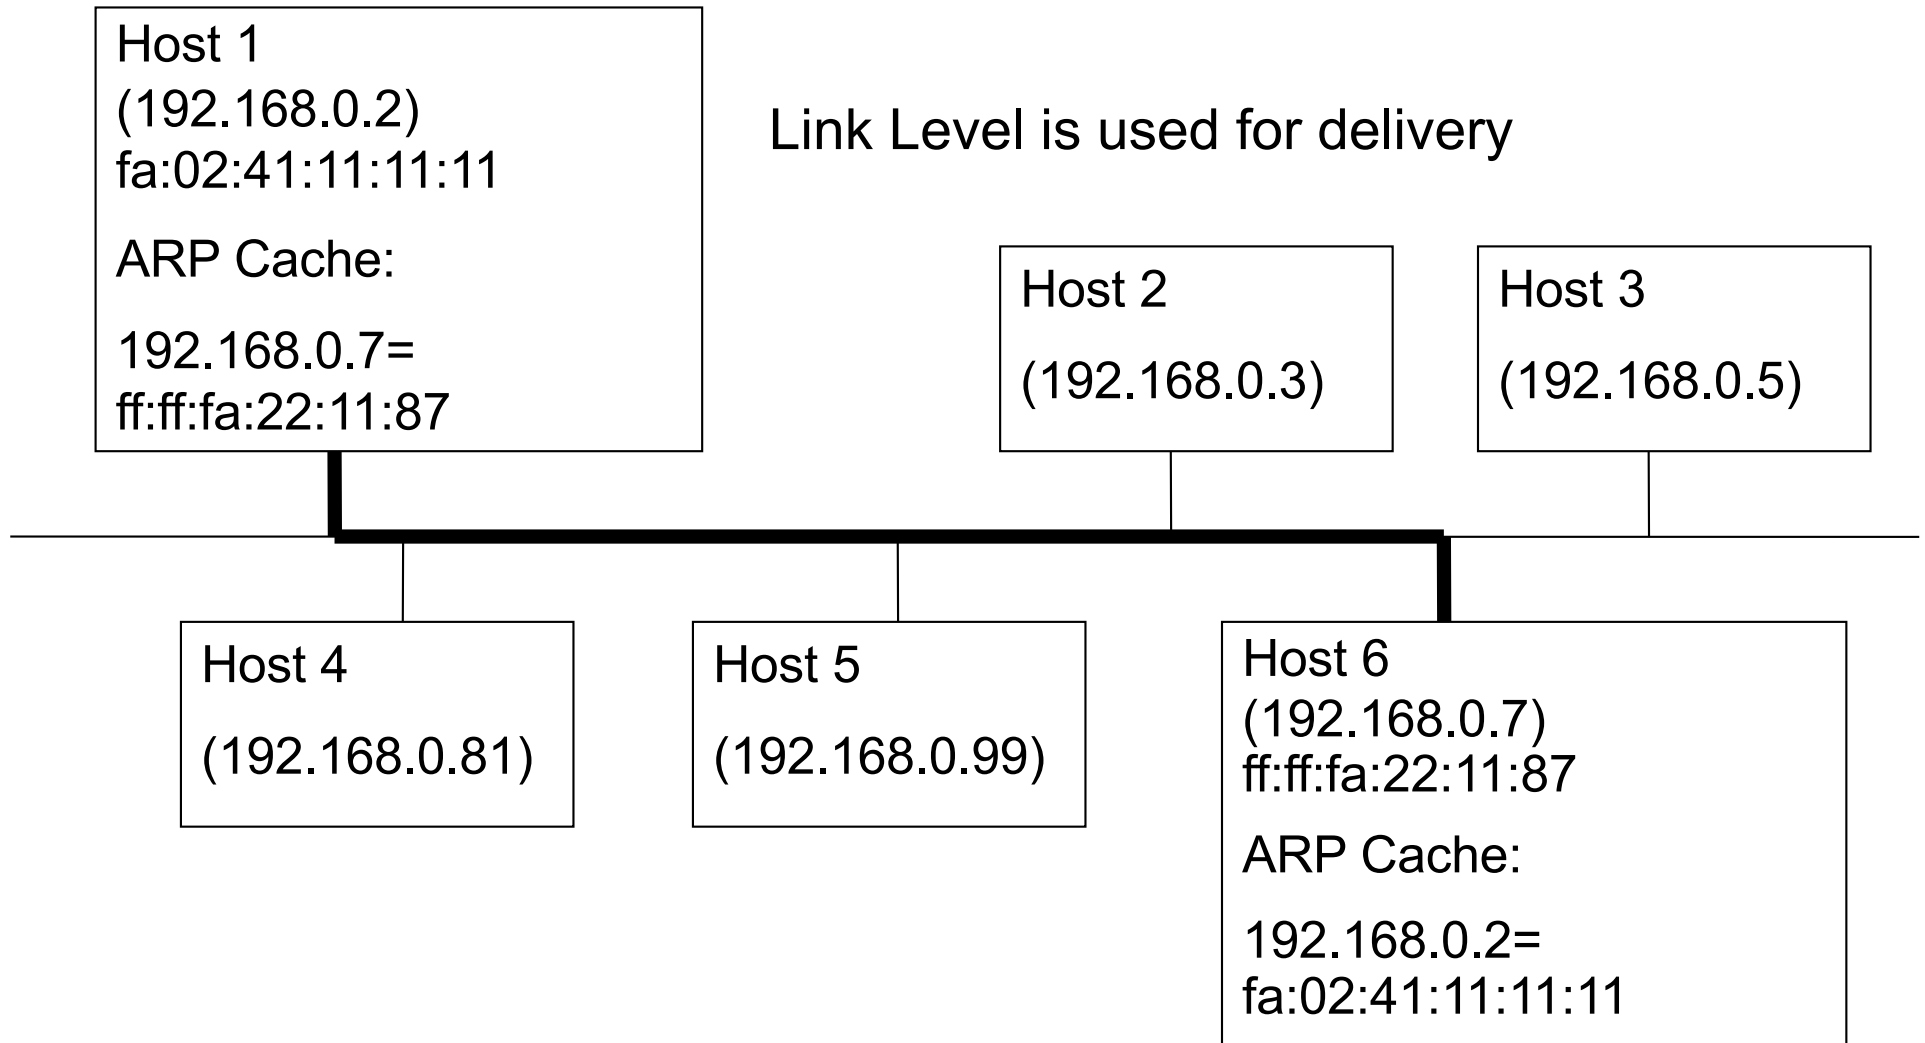 Host 1
(192.168.0.2)
fa:02:41:11:11:11
ARP Cache:
192.168.0.7=
ff:ff:fa:22:11:87
Link Level is used for delivery
Host 2
(192.168.0.3)
Host 3
(192.168.0.5)
Host 4
(192.168.0.81)
Host 5
(192.168.0.99)
Host 6
(192.168.0.7)
ff:ff:fa:22:11:87
ARP Cache:
192.168.0.2=
fa:02:41:11:11:11